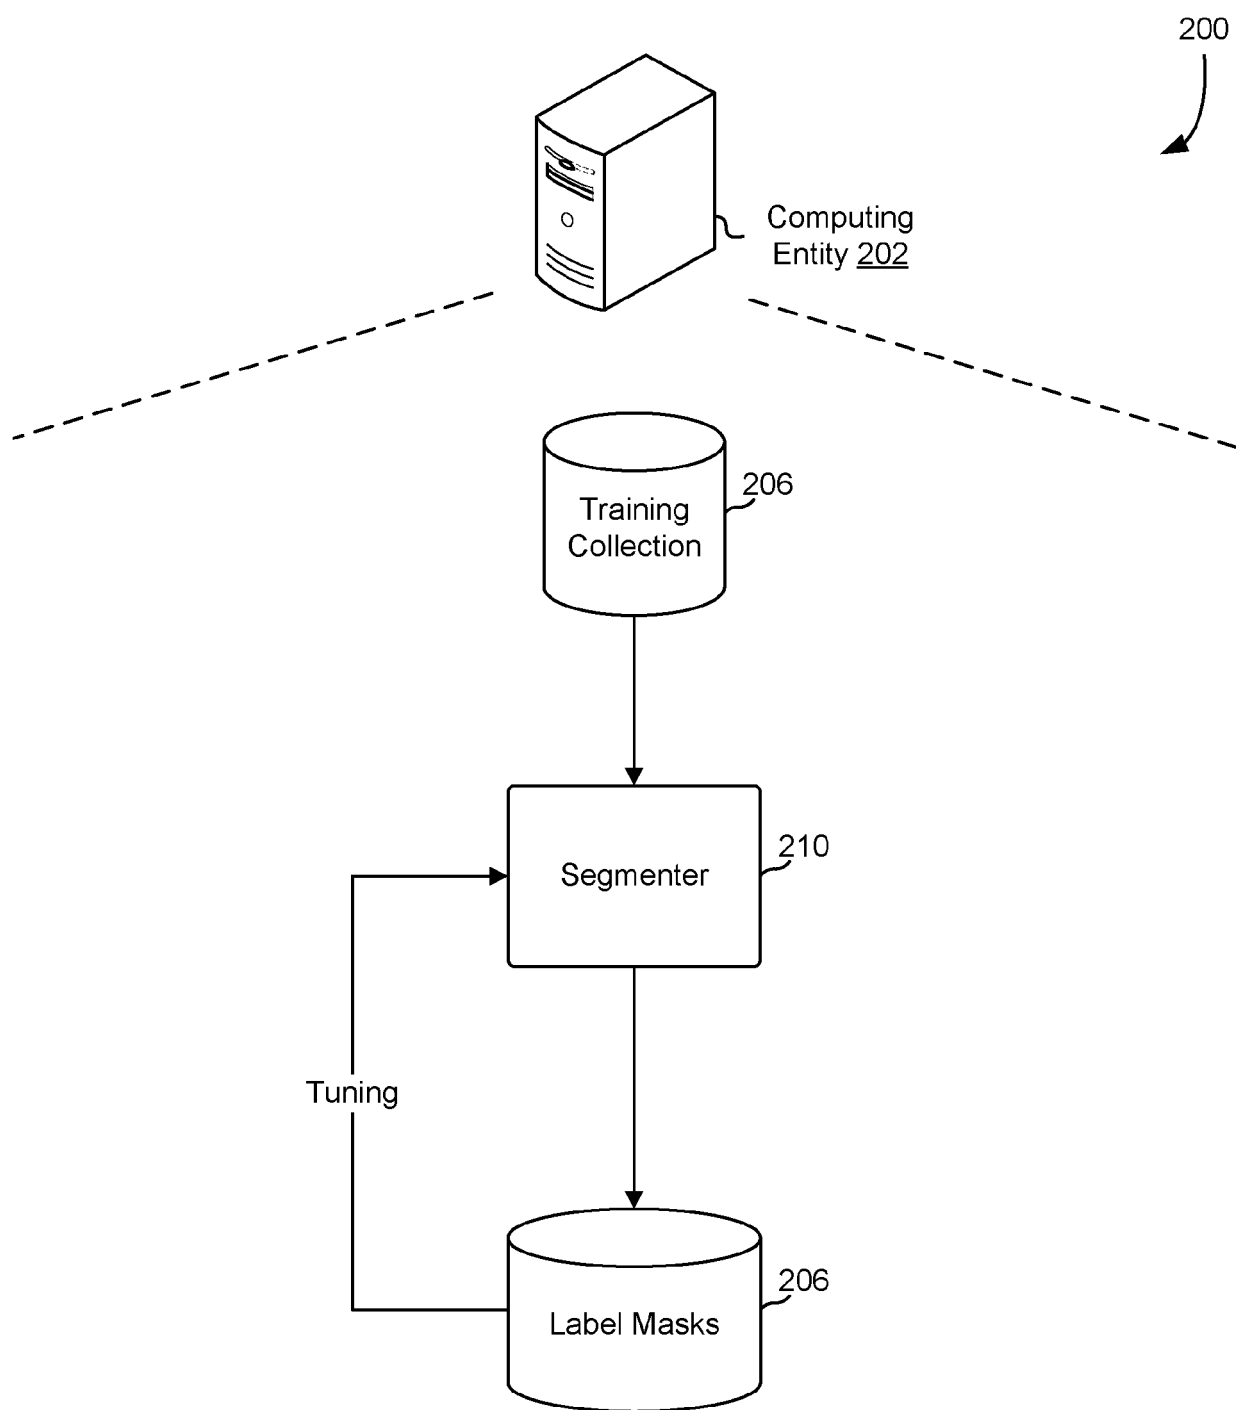 200
Computing
Entity 202
206
Training
Collection
210
Segmenter
Tuning
206
Label Masks